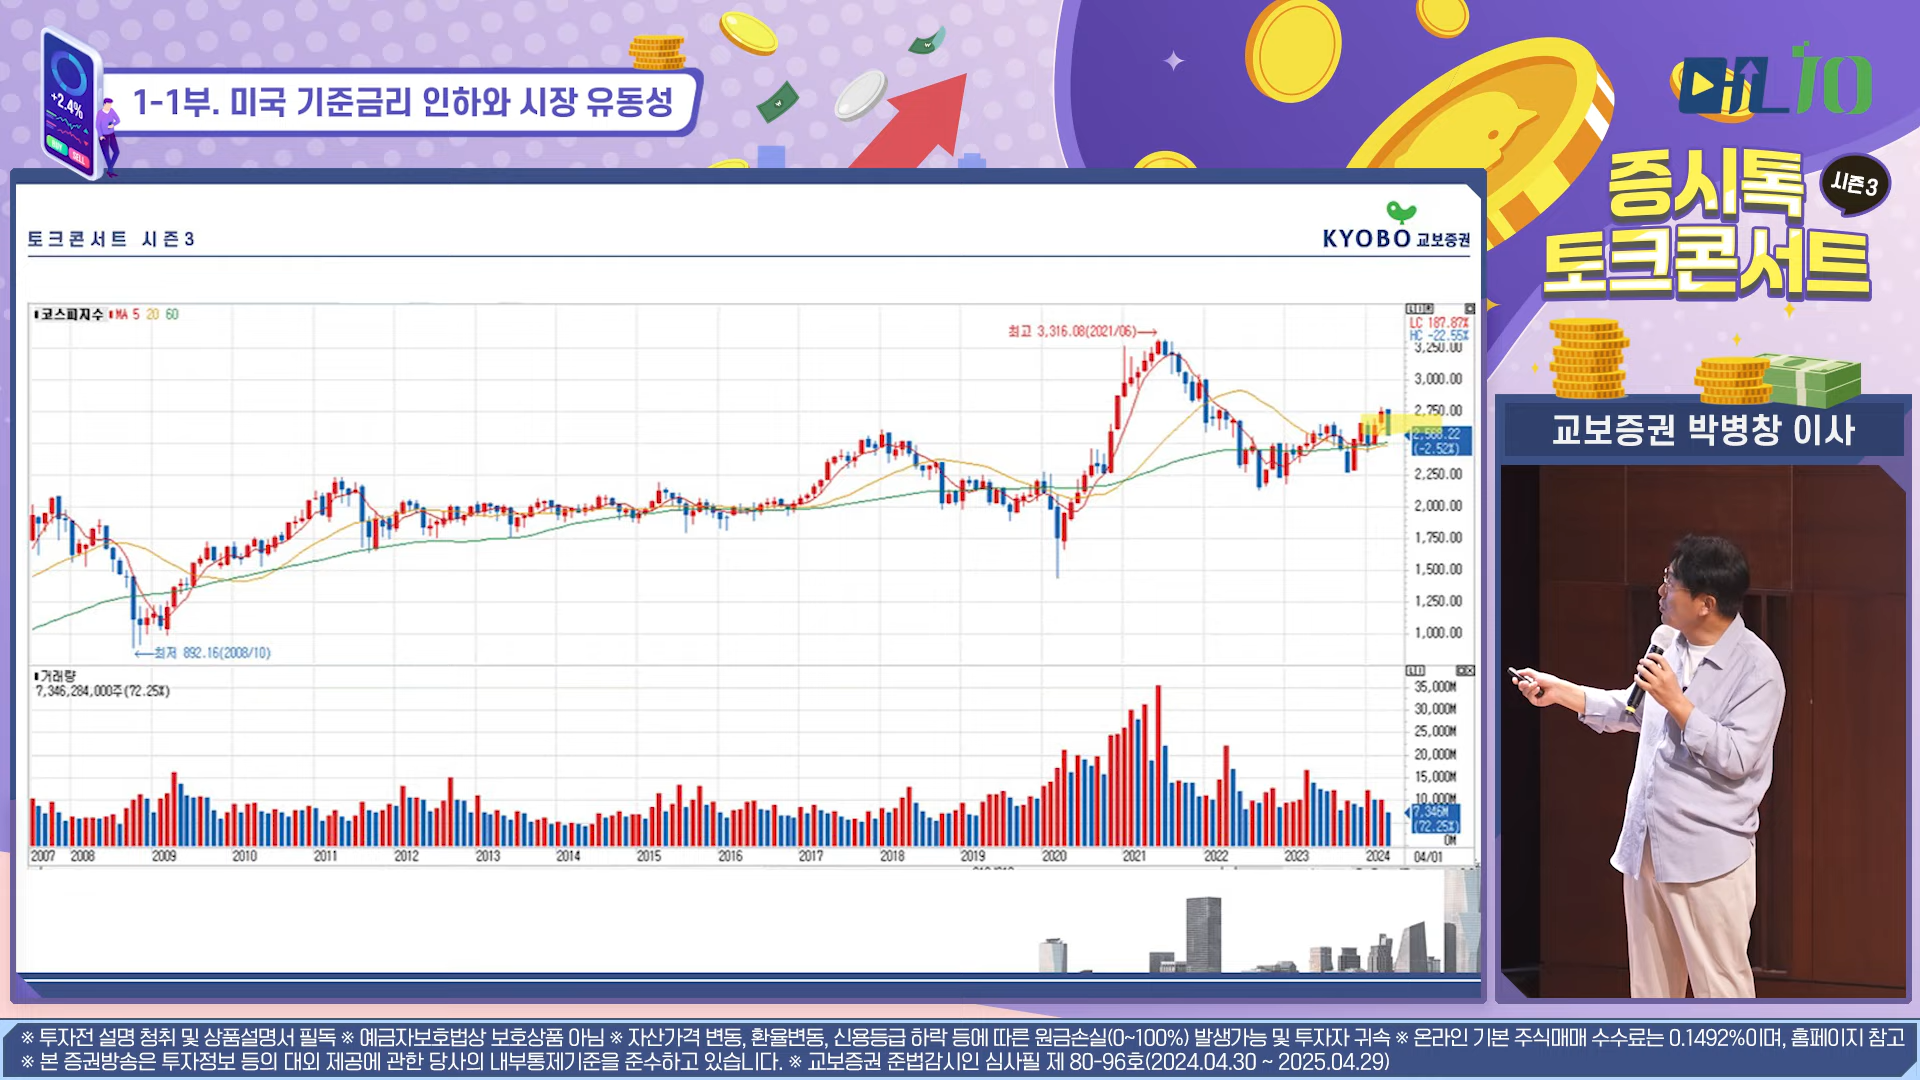 +2.4%
BUY
SELL
1-1부. 미국 기준금리 인하와 시장 유동성
머니10
증시톡
시즌3
토크콘서트
토크콘서트 시즌3
KYOBO 교보증권
교보증권 박병창 이사
코스피지수 MA 5 20 60
최고 3,316.08(2021/06)
LC 187.87%
HC -22.55%
3,250.00
3,000.00
2,750.00
(-2.52%)
2,250.00
2,000.00
1,750.00
1,500.00
1,250.00
1,000.00
최저 892.16(2008/10)
거래량
7,346,284,000주(72.25%)
35,000M
30,000M
25,000M
20,000M
15,000M
10,000M
7,346M
(72.25%)
0M
2007 2008 2009 2010 2011 2012 2013 2014 2015 2016 2017 2018 2019 2020 2021 2022 2023 2024 04/01
※ 투자전 설명 청취 및 상품설명서 필독 ※ 예금자보호법상 보호상품 아님 ※ 자산가격 변동, 환율변동, 신용등급 하락 등에 따른 원금손실(0~100%) 발생가능 및 투자자 귀속 ※ 온라인 기본 주식매매 수수료는 0.1492%이며, 홈페이지 참고
※ 본 증권방송은 투자정보 등의 대외 제공에 관한 당사의 내부통제기준을 준수하고 있습니다. ※ 교보증권 준법감시인 심사필 제 80-96호(2024.04.30 ~ 2025.04.29)